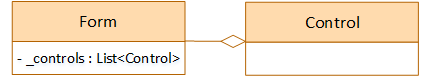 Form
Control
- _controls : List<Control>